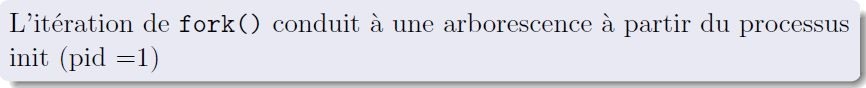 L'itération de fork() conduit à une arborescence à partir du processus
init (pid =1)